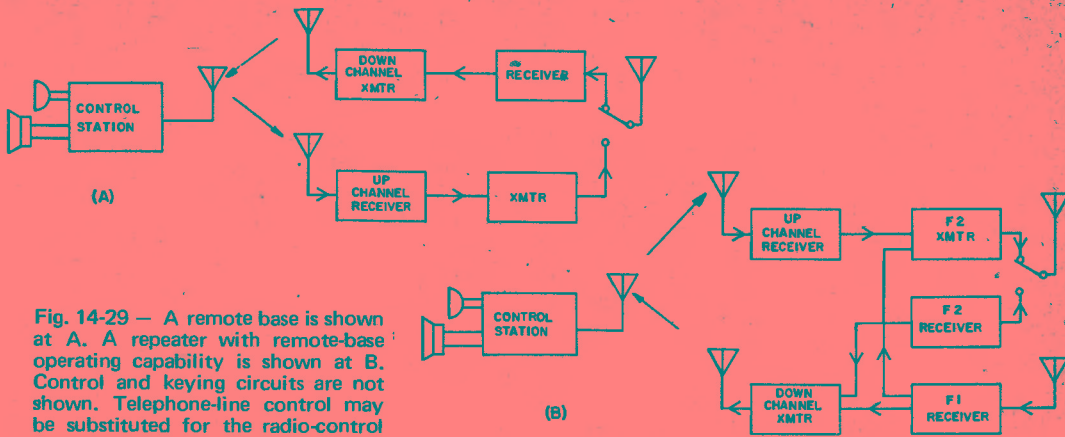 DOWN
CHANNEL
XMTR
RECEIVER
CONTROL
STATION
(A)
UP
CHANNEL
RECEIVER
XMTR
UP
CHANNEL
RECEIVER
F2
XMTR
CONTROL
STATION
F2
RECEIVER
(B)
DOWN
CHANNEL
XMTR
F1
RECEIVER
Fig. 14-29 — A remote base is shown
at A. A repeater with remote-base
operating capability is shown at B.
Control and keying circuits are not
shown. Telephone-line control may
be substituted for the radio-control